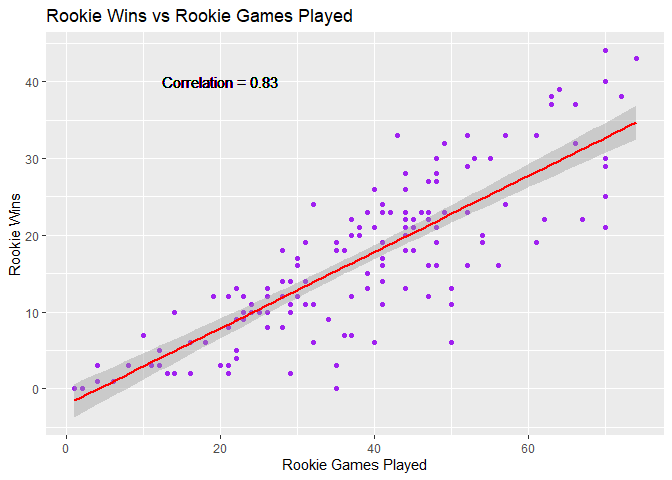 Rookie Wins vs Rookie Games Played
Correlation = 0.83
Rookie Wins
40
30
20
10
0
0 20 40 60
Rookie Games Played